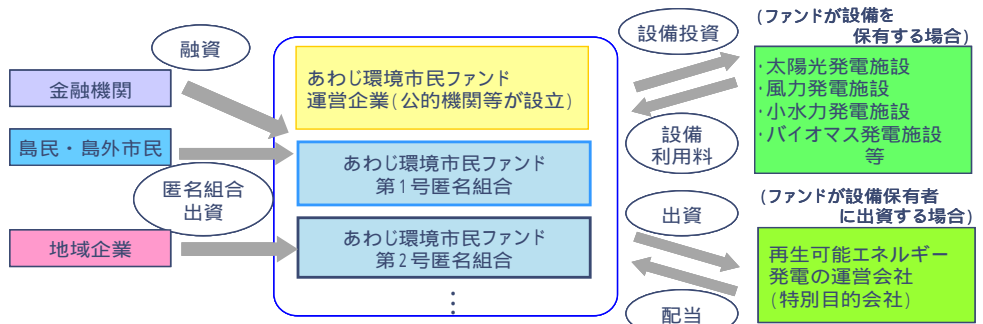 融資
金融機関
島民・島外市民
匿名組合
出資
地域企業
あわじ環境市民ファンド
運営企業(公的機関等が設立)
あわじ環境市民ファンド
第1号匿名組合
あわじ環境市民ファンド
第2号匿名組合
⋮
設備投資
設備
利用料
出資
配当
(ファンドが設備を
保有する場合)
・太陽光発電施設
・風力発電施設
・小水力発電施設
・バイオマス発電施設
等
(ファンドが設備保有者
に出資する場合)
再生可能エネルギー
発電の運営会社
(特別目的会社)